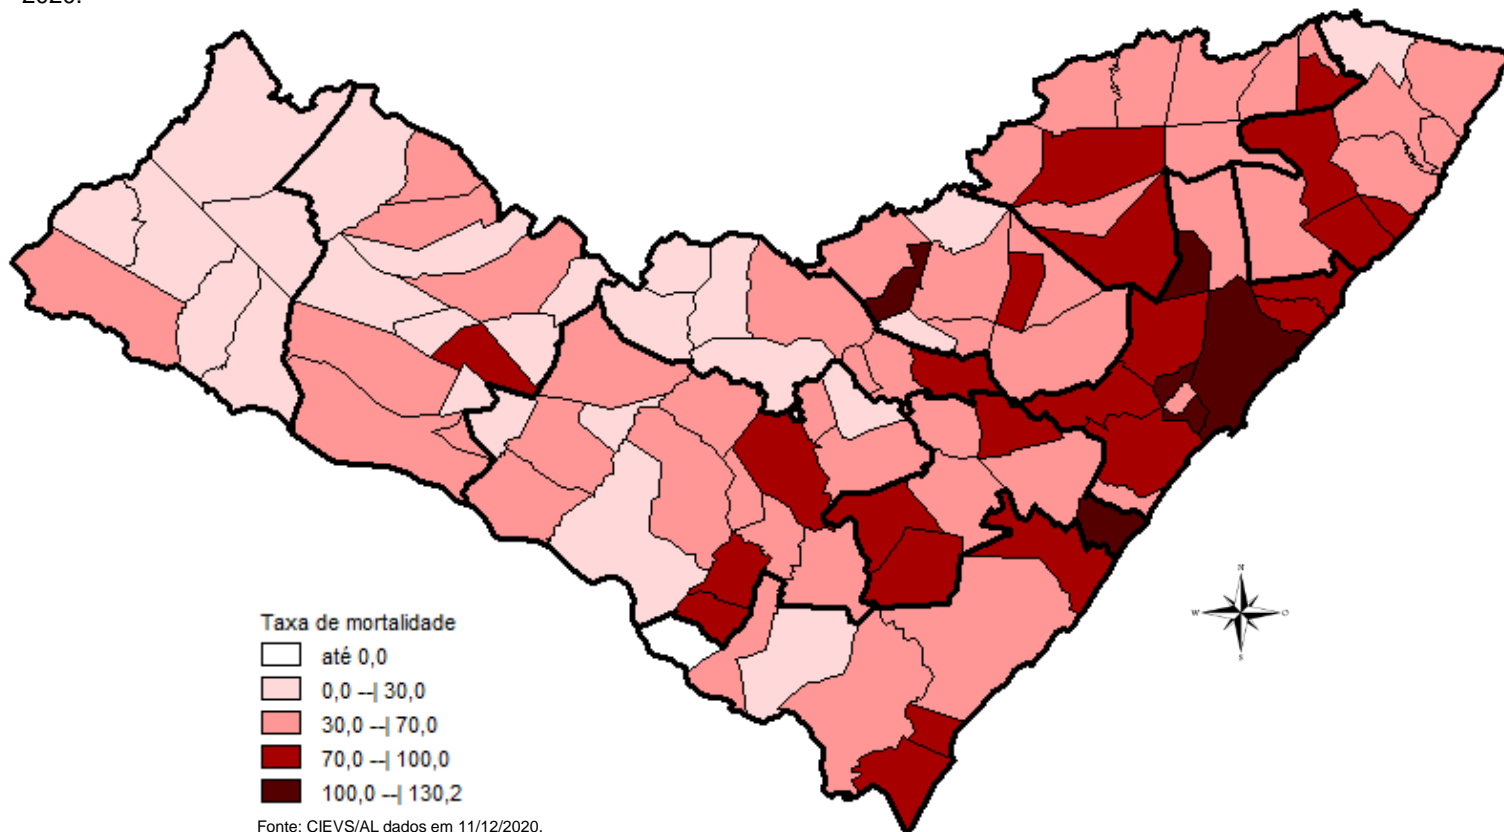 2020.
N
W
O
S
Taxa de mortalidade
até 0,0
0,0 --| 30,0
30,0 --| 70,0
70,0 --| 100,0
100,0 --| 130,2
Fonte: CIEVS/AL dados em 11/12/2020.